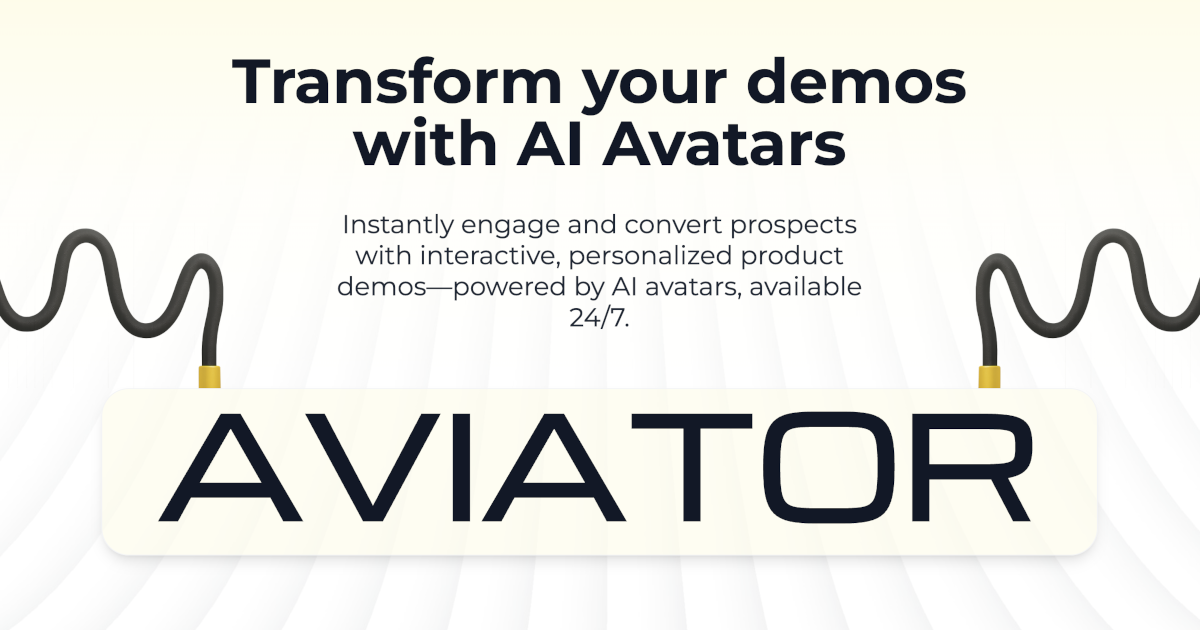 Transform your demos
with AI Avatars
Instantly engage and convert prospects
with interactive, personalized product
demos—powered by AI avatars, available
24/7.
AVIATOR